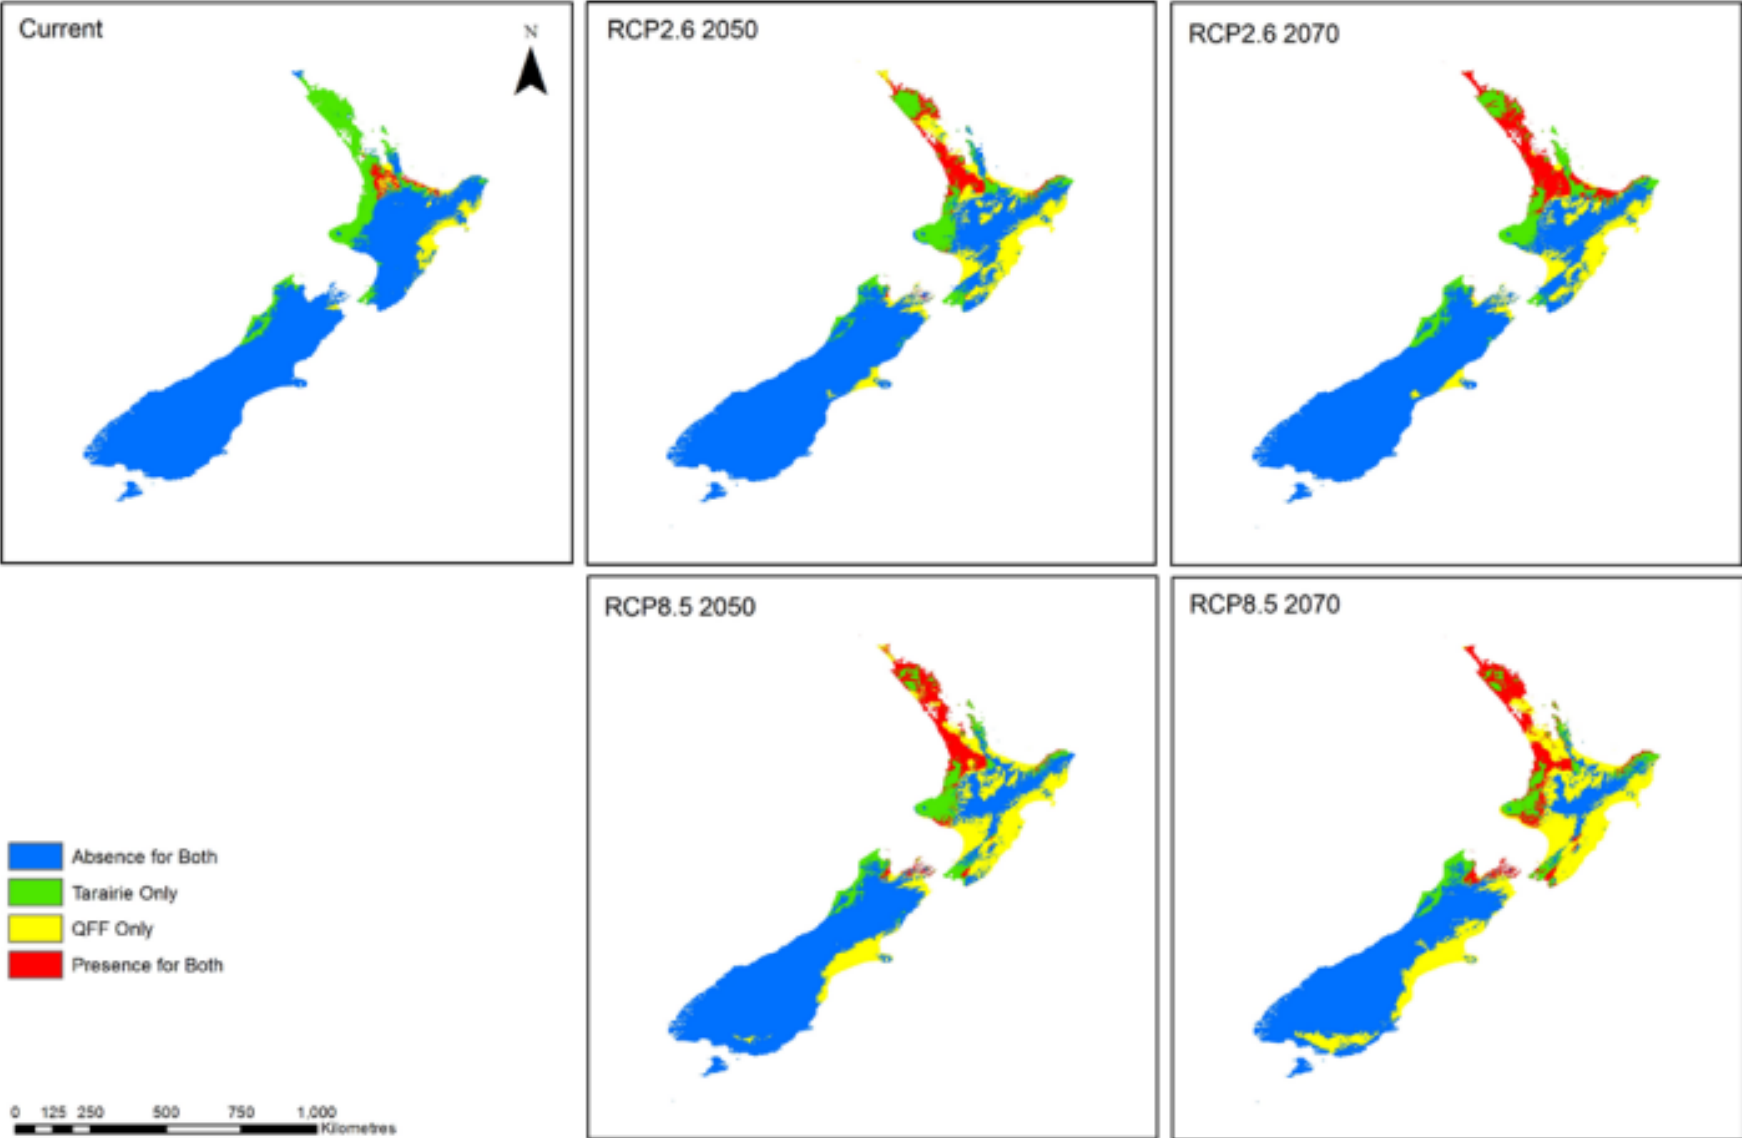 Current
N
RCP2.6 2050
RCP2.6 2070
RCP8.5 2050
RCP8.5 2070
Absence for Both
Tarairie Only
QFF Only
Presence for Both
0 125 250 500 750 1,000
Kilometres